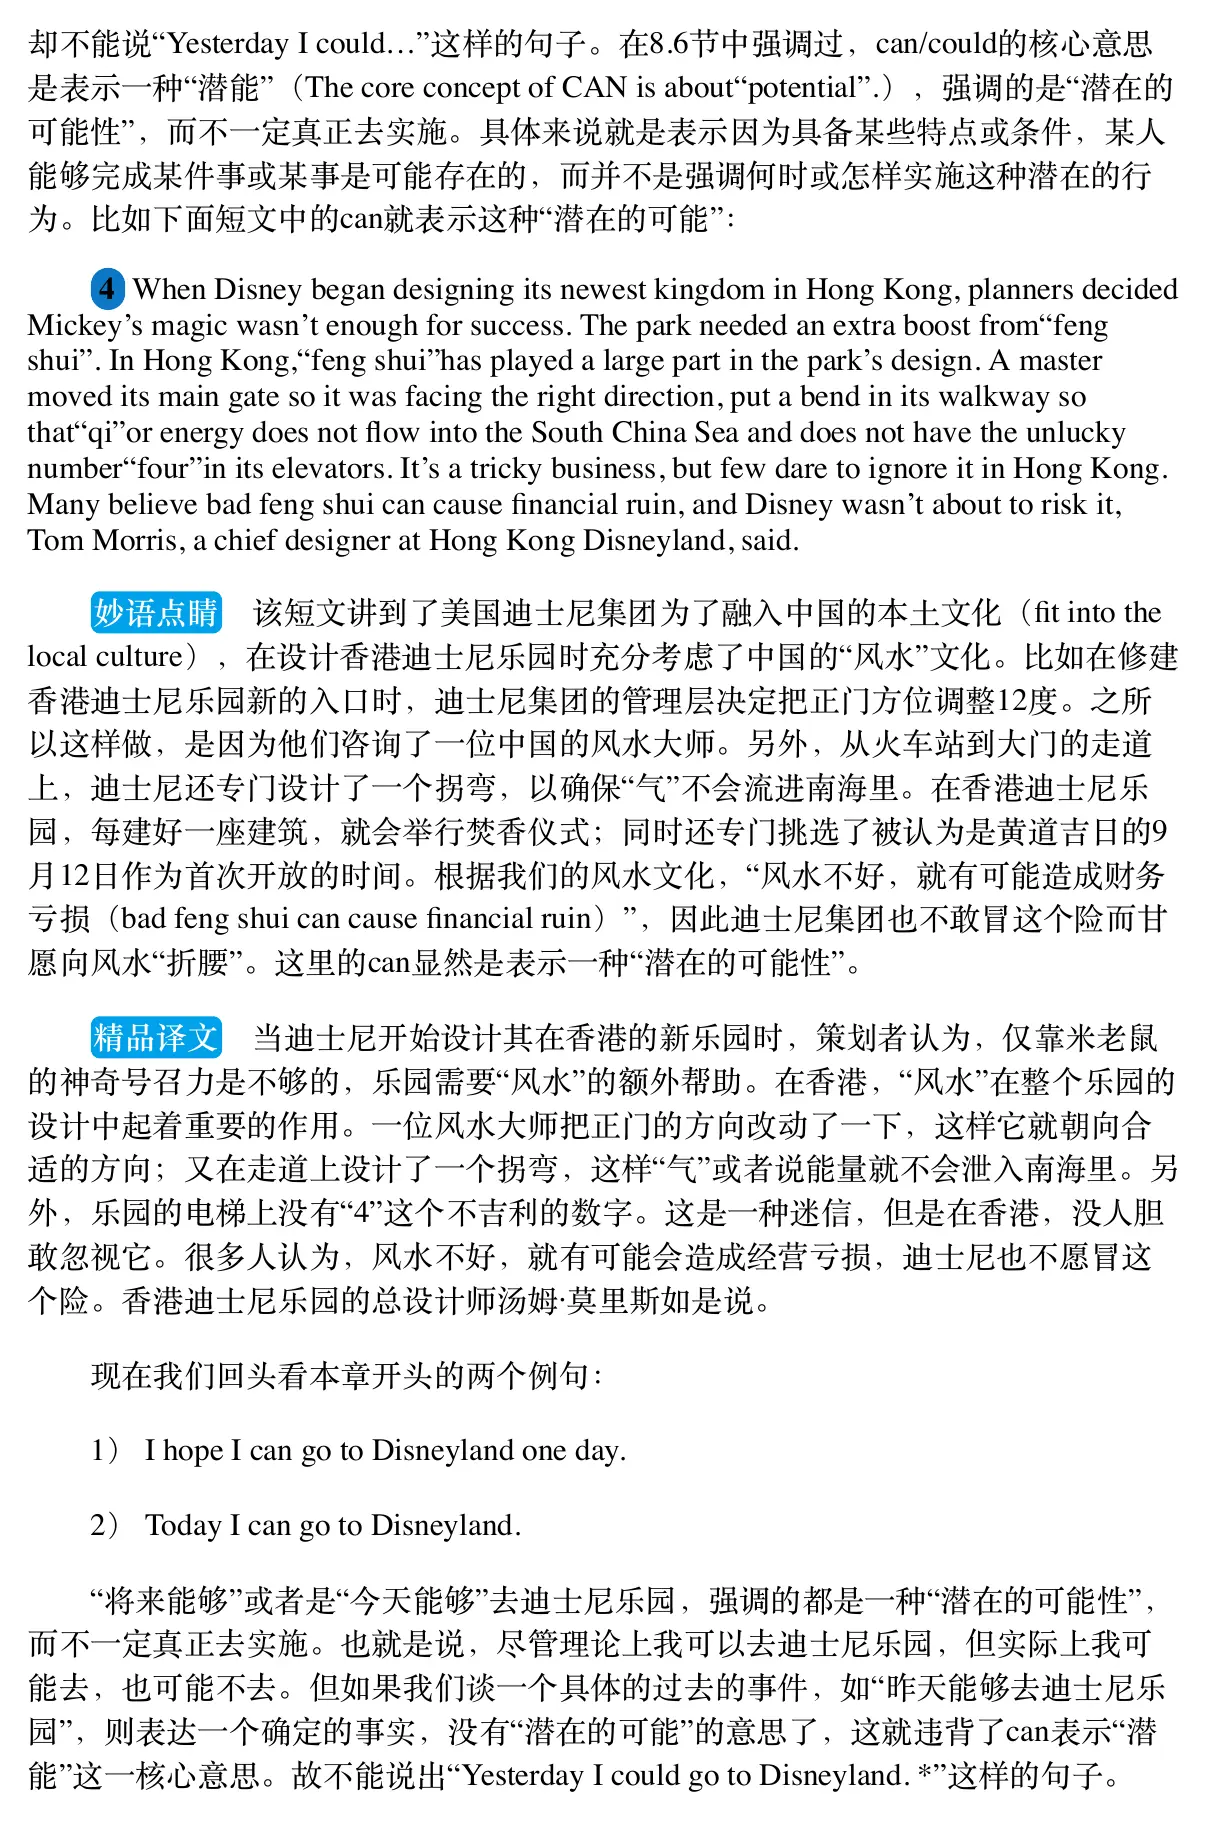 却不能说“Yesterday I could…”这样的句子。在8.6节中强调过，can/could的核心意思
是表示一种“潜能”（The core concept of CAN is about“potential”.），强调的是“潜在的
可能性”，而不一定真正去实施。具体来说就是表示因为具备某些特点或条件，某人
能够完成某件事或某事是可能存在的，而并不是强调何时或怎样实施这种潜在的行
为。比如下面短文中的can就表示这种“潜在的可能”：
4 When Disney began designing its newest kingdom in Hong Kong, planners decided
Mickey’s magic wasn’t enough for success. The park needed an extra boost from“feng
shui”. In Hong Kong,“feng shui”has played a large part in the park’s design. A master
moved its main gate so it was facing the right direction, put a bend in its walkway so
that“qi”or energy does not flow into the South China Sea and does not have the unlucky
number“four”in its elevators. It’s a tricky business, but few dare to ignore it in Hong Kong.
Many believe bad feng shui can cause financial ruin, and Disney wasn’t about to risk it,
Tom Morris, a chief designer at Hong Kong Disneyland, said.
妙语点睛 该短文讲到了美国迪士尼集团为了融入中国的本土文化（fit into the
local culture），在设计香港迪士尼乐园时充分考虑了中国的“风水”文化。比如在修建
香港迪士尼乐园新的入口时，迪士尼集团的管理层决定把正门方位调整12度。之所
以这样做，是因为他们咨询了一位中国的风水大师。另外，从火车站到大门的走道
上，迪士尼还专门设计了一个拐弯，以确保“气”不会流进南海里。在香港迪士尼乐
园，每建好一座建筑，就会举行焚香仪式；同时还专门挑选了被认为是黄道吉日的9
月12日作为首次开放的时间。根据我们的风水文化，“风水不好，就有可能造成财务
亏损（bad feng shui can cause financial ruin）”，因此迪士尼集团也不敢冒这个险而甘
愿向风水“折腰”。这里的can显然是表示一种“潜在的可能性”。
精品译文 当迪士尼开始设计其在香港的新乐园时，策划者认为，仅靠米老鼠
的神奇号召力是不够的，乐园需要“风水”的额外帮助。在香港，“风水”在整个乐园的
设计中起着重要的作用。一位风水大师把正门的方向改动了一下，这样它就朝向合
适的方向；又在走道上设计了一个拐弯，这样“气”或者说能量就不会泄入南海里。另
外，乐园的电梯上没有“4”这个不吉利的数字。这是一种迷信，但是在香港，没人胆
敢忽视它。很多人认为，风水不好，就有可能会造成经营亏损，迪士尼也不愿冒这
个险。香港迪士尼乐园的总设计师汤姆·莫里斯如是说。
现在我们回头看本章开头的两个例句：
1） I hope I can go to Disneyland one day.
2） Today I can go to Disneyland.
“将来能够”或者是“今天能够”去迪士尼乐园，强调的都是一种“潜在的可能性”，
而不一定真正去实施。也就是说，尽管理论上我可以去迪士尼乐园，但实际上我可
能去，也可能不去。但如果我们谈一个具体的过去的事件，如“昨天能够去迪士尼乐
园”，则表达一个确定的事实，没有“潜在的可能”的意思了，这就违背了can表示“潜
能”这一核心意思。故不能说出“Yesterday I could go to Disneyland. *”这样的句子。